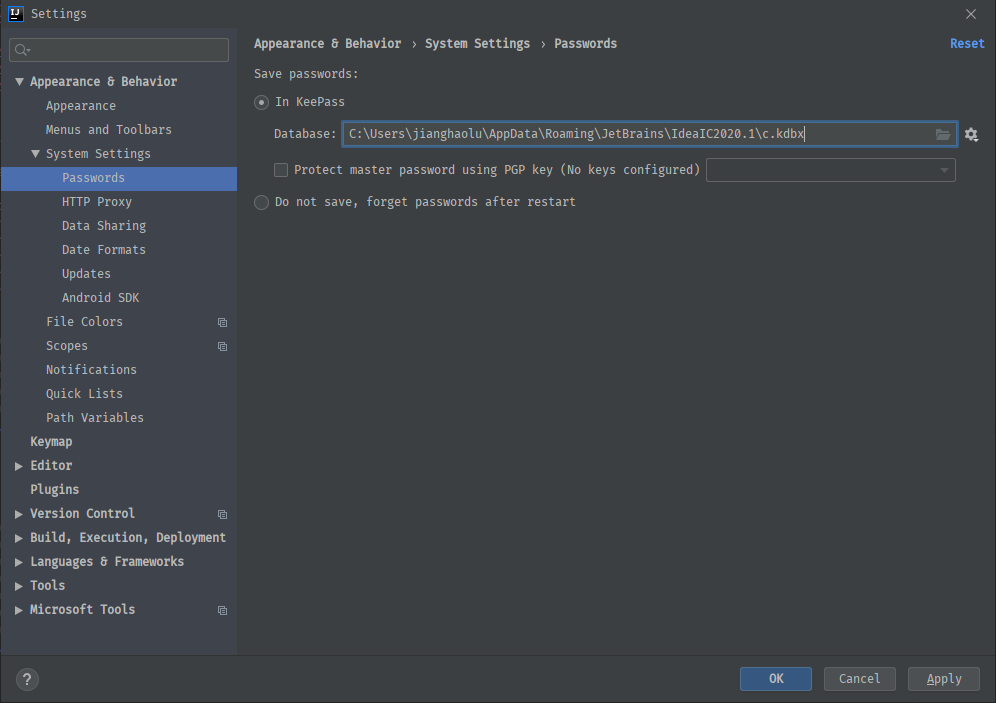 Settings
Appearance & Behavior
Appearance
Menus and Toolbars
System Settings
Passwords
HTTP Proxy
Data Sharing
Date Formats
Updates
Android SDK
File Colors
Scopes
Notifications
Quick Lists
Path Variables
Keymap
Editor
Plugins
Version Control
Build, Execution, Deployment
Languages & Frameworks
Tools
Microsoft Tools
Appearance & Behavior › System Settings › Passwords
Reset
Save passwords:
In KeePass
Database: C:\Users\jianghaolu\AppData\Roaming\JetBrains\IdeaIC2020.1\c.kdbx
Protect master password using PGP key (No keys configured)
Do not save, forget passwords after restart
?
OK
Cancel
Apply